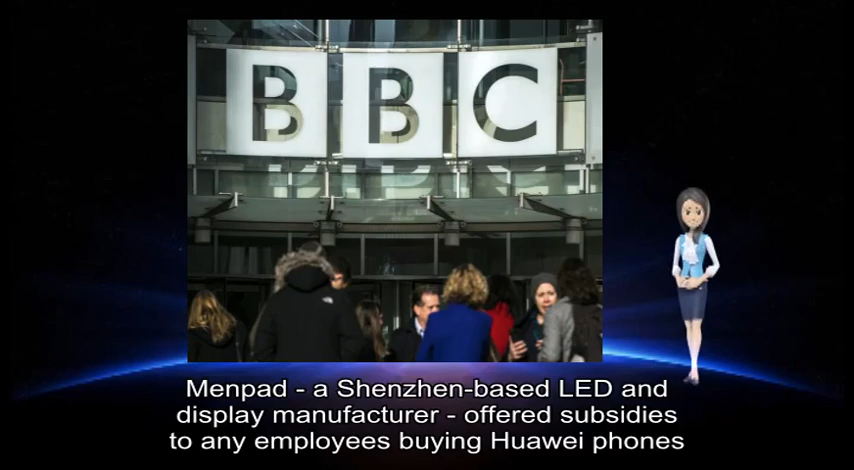 BBC
Menpad - a Shenzhen-based LED and
display manufacturer - offered subsidies
to any employees buying Huawei phones